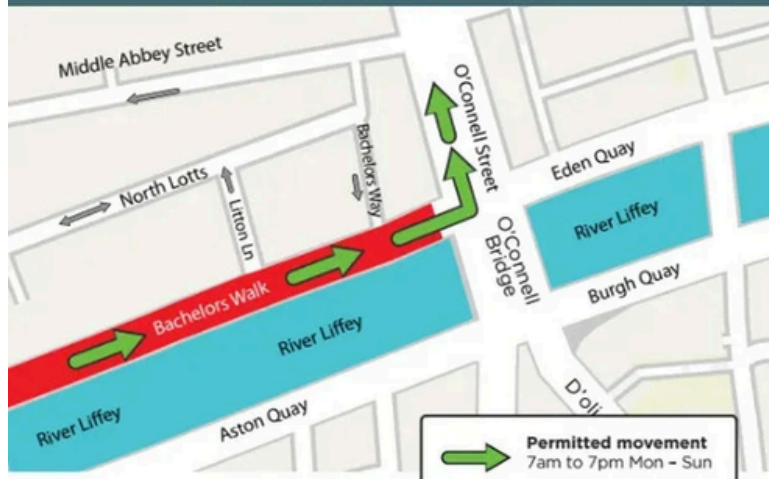 Middle Abbey Street
O'Connell Street
Bachelors Way
Eden Quay
North Lotts
Litton Ln
River Liffey
O'Connell
Bridge
Bachelors Walk
Burgh Quay
River Liffey
River Liffey
Aston Quay
D'oli
Permitted movement
7am to 7pm Mon – Sun